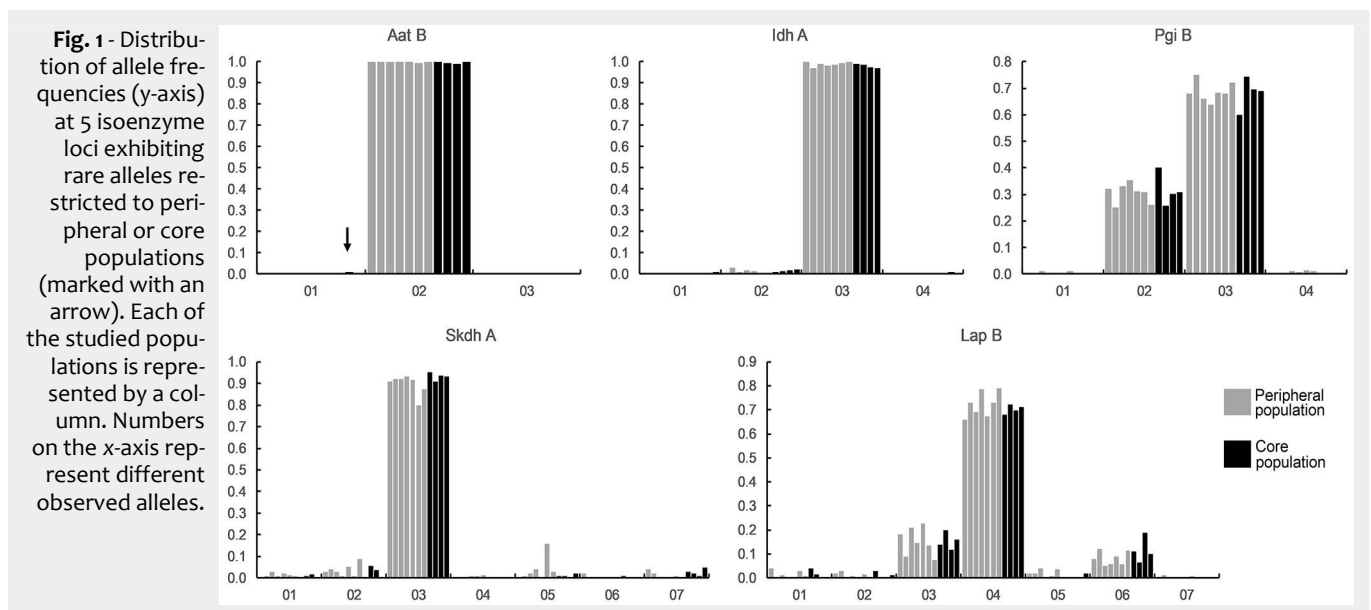 Fig. 1 - Distribu-
tion of allele fre-
quencies (y-axis)
at 5 isoenzyme
loci exhibiting
rare alleles re-
stricted to peri-
pheral or core
populations
(marked with an
arrow). Each of
the studied popu-
lations is repre-
sented by a col-
umn. Numbers
on the x-axis rep-
resent different
observed alleles.
Aat B
1.0
0.9
0.8
0.7
0.6
0.5
0.4
0.3
0.2
0.1
0.0
01 02 03
Idh A
1.0
0.9
0.8
0.7
0.6
0.5
0.4
0.3
0.2
0.1
0.0
01 02 03 04
Pgi B
0.8
0.7
0.6
0.5
0.4
0.3
0.2
0.1
0.0
01 02 03 04
Skdh A
1.0
0.9
0.8
0.7
0.6
0.5
0.4
0.3
0.2
0.1
0.0
01 02 03 04 05 06 07
Lap B
0.9
0.8
0.7
0.6
0.5
0.4
0.3
0.2
0.1
0.0
01 02 03 04 05 06 07
Peripheral
population
Core
population